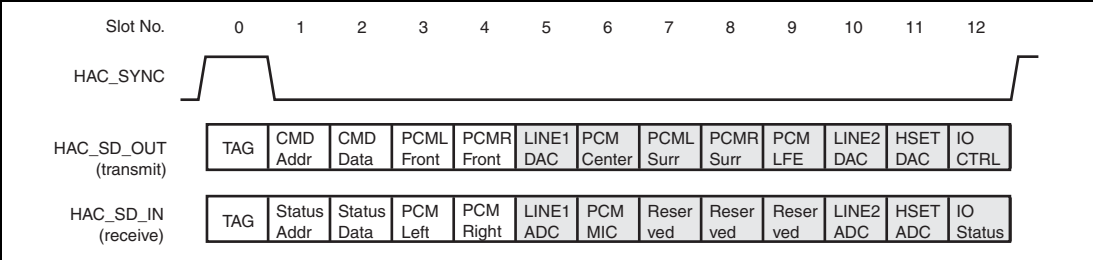 Slot No. 0 1 2 3 4 5 6 7 8 9 10 11 12
HAC_SYNC
HAC_SD_OUT
(transmit)
TAG
CMD
Addr
CMD
Data
PCML
Front
PCMR
Front
LINE1
DAC
PCM
Center
PCML
Surr
PCMR
Surr
PCM
LFE
LINE2
DAC
HSET
DAC
IO
CTRL
HAC_SD_IN
(receive)
TAG
Status
Addr
Status
Data
PCM
Left
PCM
Right
LINE1
ADC
PCM
MIC
Reser
ved
Reser
ved
Reser
ved
LINE2
ADC
HSET
ADC
IO
Status